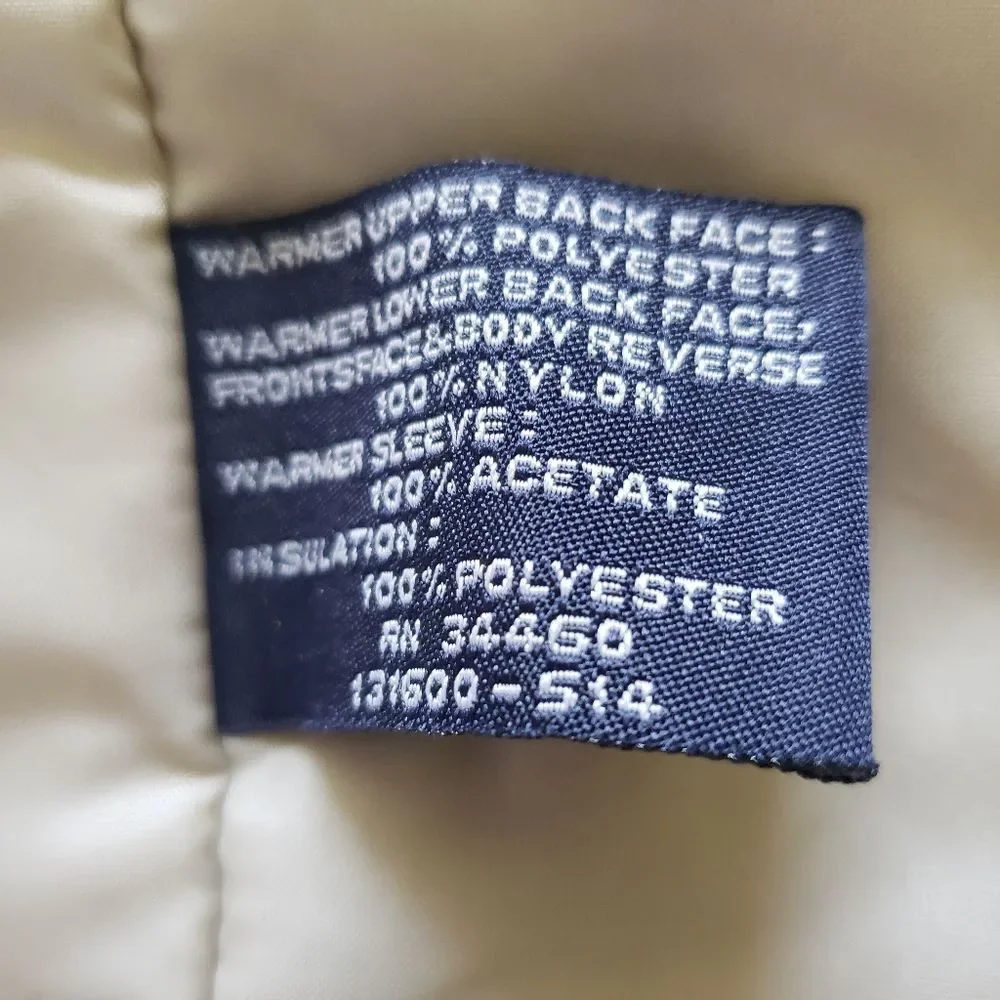 WARMER UPPER BACK FACE:
100% POLYESTER
WARMER LOWER BACK FACE,
FRONTSFACE&BODY REVERSE
100% NYLON
WARMER SLEEVE:
100% ACETATE
INSULATION:
100% POLYESTER
RN 34460
131600-514